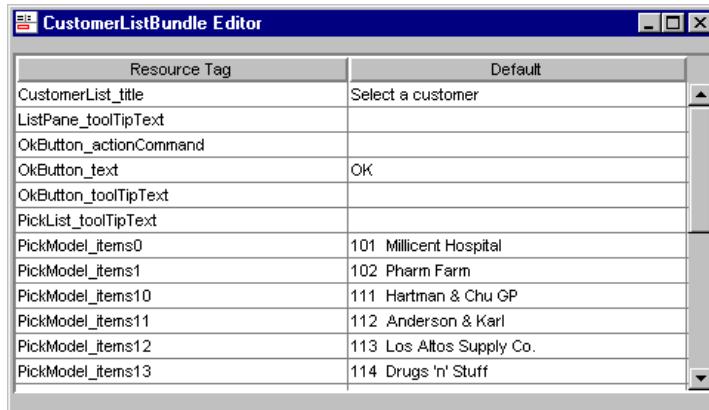 CustomerListBundle Editor
Resource Tag Default
CustomerList_title Select a customer
ListPane_toolTipText
OkButton_actionCommand
OkButton_text OK
OkButton_toolTipText
PickList_toolTipText
PickModel_items0 101 Millicent Hospital
PickModel_items1 102 Pharm Farm
PickModel_items10 111 Hartman & Chu GP
PickModel_items11 112 Anderson & Karl
PickModel_items12 113 Los Altos Supply Co.
PickModel_items13 114 Drugs 'n' Stuff